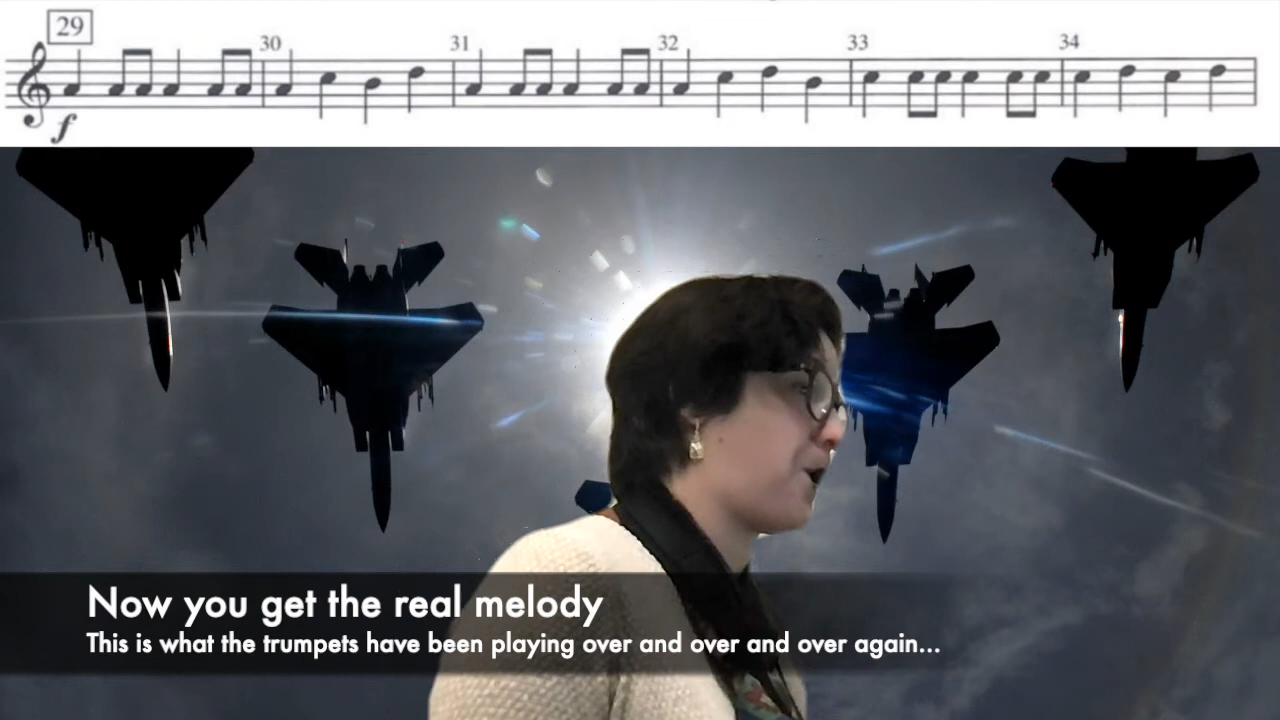 29
30 31 32 33 34
f
Now you get the real melody
This is what the trumpets have been playing over and over and over again...